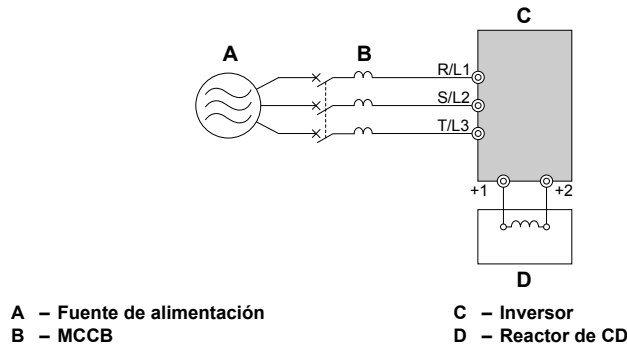 C
A
B
R/L1
S/L2
T/L3
+1
+2
D
A – Fuente de alimentación
B – MCCB
C – Inversor
D – Reactor de CD